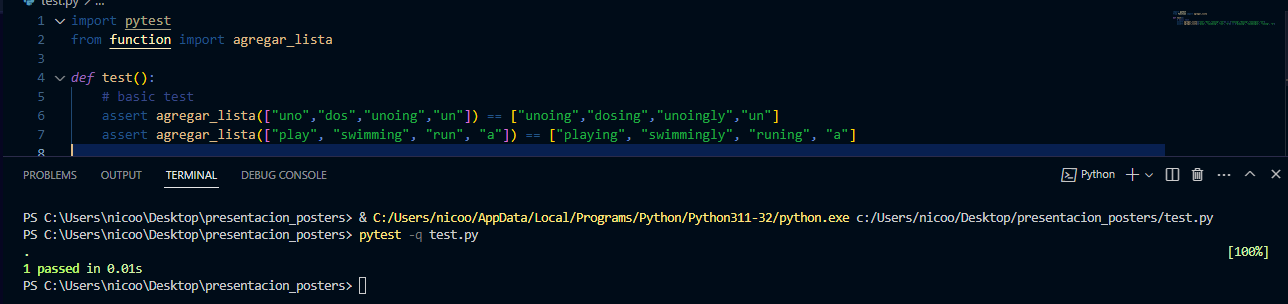 test.py > ...
1 import pytest
2 from function import agregar_lista
3
4 def test():
5 # basic test
6 assert agregar_lista(["uno","dos","unoing","un"]) == ["unoing","dosing","unoingly","un"]
7 assert agregar_lista(["play", "swimming", "run", "a"]) == ["playing", "swimmingly", "runing", "a"]
8
PROBLEMS OUTPUT TERMINAL DEBUG CONSOLE Python
PS C:\Users\nicoo\Desktop\presentacion_posters> & C:/Users/nicoo/AppData/Local/Programs/Python/Python311-32/python.exe c:/Users/nicoo/Desktop/presentacion_posters/test.py
PS C:\Users\nicoo\Desktop\presentacion_posters> pytest -q test.py
. [100%]
1 passed in 0.01s
PS C:\Users\nicoo\Desktop\presentacion_posters>